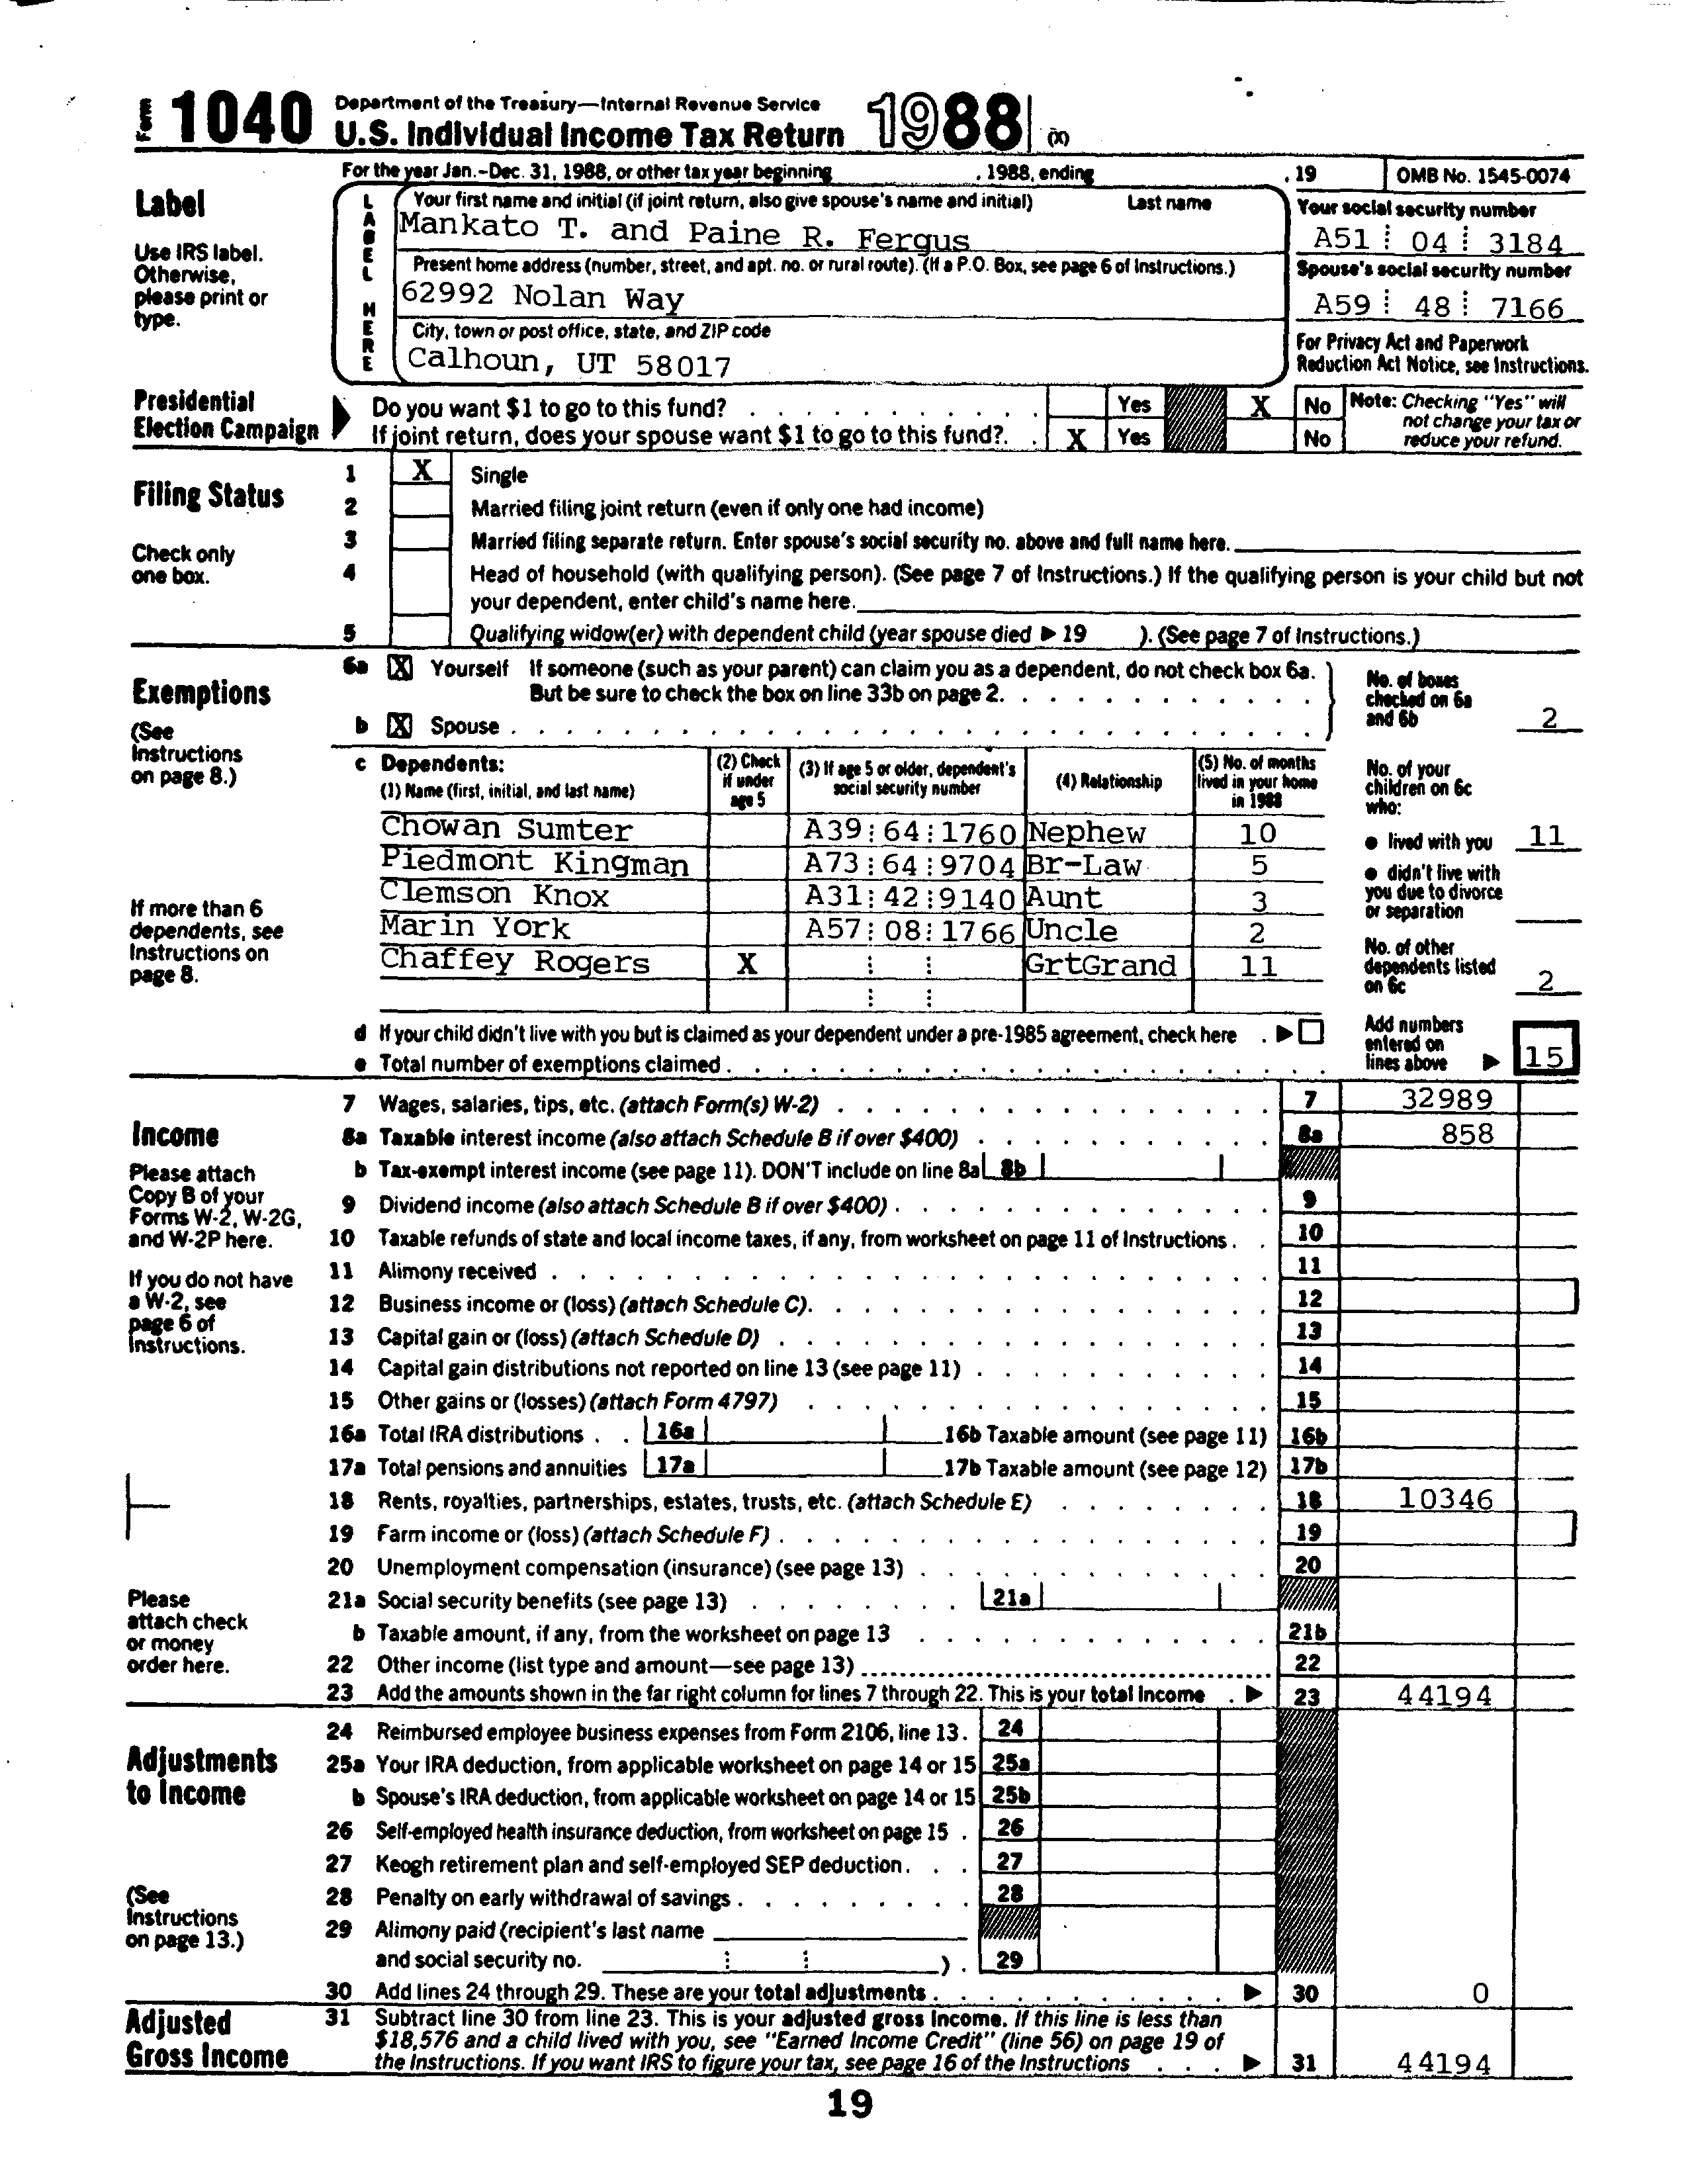 Form 1040 Department of the Treasury—Internal Revenue Service
U.S. Individual Income Tax Return 1988 (X)
For the year Jan.–Dec. 31, 1988, or other tax year beginning , 1988, ending , 19 OMB No. 1545-0074
Label
Use IRS label.
Otherwise,
please print or
type.
LABEL HERE
Your first name and initial (if joint return, also give spouse's name and initial) Last name
Mankato T. and Paine R. Fergus
Present home address (number, street, and apt. no. or rural route). (If a P.O. Box, see page 6 of Instructions.)
62992 Nolan Way
City, town or post office, state, and ZIP code
Calhoun, UT 58017
Your social security number
A51 04 3184
Spouse's social security number
A59 48 7166
For Privacy Act and Paperwork
Reduction Act Notice, see Instructions.
Presidential
Election Campaign
Do you want $1 to go to this fund? Yes X No
If joint return, does your spouse want $1 to go to this fund? X Yes No
Note: Checking "Yes" will
not change your tax or
reduce your refund.
Filing Status
Check only
one box.
1 X Single
2 Married filing joint return (even if only one had income)
3 Married filing separate return. Enter spouse's social security no. above and full name here.
4 Head of household (with qualifying person). (See page 7 of Instructions.) If the qualifying person is your child but not
your dependent, enter child's name here.
5 Qualifying widow(er) with dependent child (year spouse died ▶ 19 ). (See page 7 of Instructions.)
Exemptions
(See
Instructions
on page 8.)
If more than 6
dependents, see
Instructions on
page 8.
6a X Yourself If someone (such as your parent) can claim you as a dependent, do not check box 6a.
But be sure to check the box on line 33b on page 2.
b X Spouse
No. of boxes
checked on 6a
and 6b 2
c Dependents:
(1) Name (first, initial, and last name)
(2) Check
if under
age 5
(3) If age 5 or older, dependent's
social security number
(4) Relationship
(5) No. of months
lived in your home
in 1988
Chowan Sumter A39 64 1760 Nephew 10
Piedmont Kingman A73 64 9704 Br-Law 5
Clemson Knox A31 42 9140 Aunt 3
Marin York A57 08 1766 Uncle 2
Chaffey Rogers X GrtGrand 11
No. of your
children on 6c
who:
● lived with you 11
● didn't live with
you due to divorce
or separation
No. of other
dependents listed
on 6c 2
d If your child didn't live with you but is claimed as your dependent under a pre-1985 agreement, check here ▶
e Total number of exemptions claimed
Add numbers
entered on
lines above ▶ 15
Income
Please attach
Copy B of your
Forms W-2, W-2G,
and W-2P here.
If you do not have
a W-2, see
page 6 of
Instructions.
Please
attach check
or money
order here.
7 Wages, salaries, tips, etc. (attach Form(s) W-2) 7 32989
8a Taxable interest income (also attach Schedule B if over $400) 8a 858
b Tax-exempt interest income (see page 11). DON'T include on line 8a 8b
9 Dividend income (also attach Schedule B if over $400) 9
10 Taxable refunds of state and local income taxes, if any, from worksheet on page 11 of Instructions 10
11 Alimony received 11
12 Business income or (loss) (attach Schedule C) 12
13 Capital gain or (loss) (attach Schedule D) 13
14 Capital gain distributions not reported on line 13 (see page 11) 14
15 Other gains or (losses) (attach Form 4797) 15
16a Total IRA distributions 16a 16b Taxable amount (see page 11) 16b
17a Total pensions and annuities 17a 17b Taxable amount (see page 12) 17b
18 Rents, royalties, partnerships, estates, trusts, etc. (attach Schedule E) 18 10346
19 Farm income or (loss) (attach Schedule F) 19
20 Unemployment compensation (insurance) (see page 13) 20
21a Social security benefits (see page 13) 21a
b Taxable amount, if any, from the worksheet on page 13 21b
22 Other income (list type and amount—see page 13) 22
23 Add the amounts shown in the far right column for lines 7 through 22. This is your total income ▶ 23 44194
Adjustments
to Income
(See
Instructions
on page 13.)
24 Reimbursed employee business expenses from Form 2106, line 13 24
25a Your IRA deduction, from applicable worksheet on page 14 or 15 25a
b Spouse's IRA deduction, from applicable worksheet on page 14 or 15 25b
26 Self-employed health insurance deduction, from worksheet on page 15 26
27 Keogh retirement plan and self-employed SEP deduction 27
28 Penalty on early withdrawal of savings 28
29 Alimony paid (recipient's last name
and social security no. ) 29
30 Add lines 24 through 29. These are your total adjustments ▶ 30 0
Adjusted
Gross Income
31 Subtract line 30 from line 23. This is your adjusted gross income. If this line is less than
$18,576 and a child lived with you, see "Earned Income Credit" (line 56) on page 19 of
the Instructions. If you want IRS to figure your tax, see page 16 of the Instructions ▶ 31 44194
19